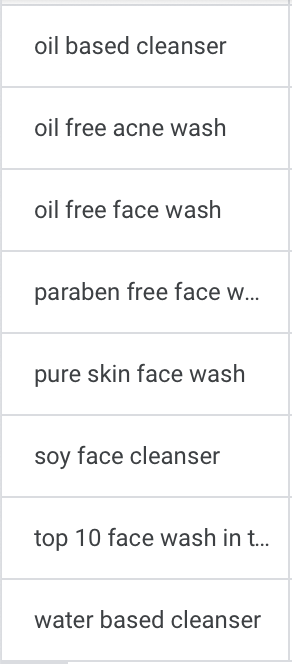 oil based cleanser
oil free acne wash
oil free face wash
paraben free face w...
pure skin face wash
soy face cleanser
top 10 face wash in t...
water based cleanser